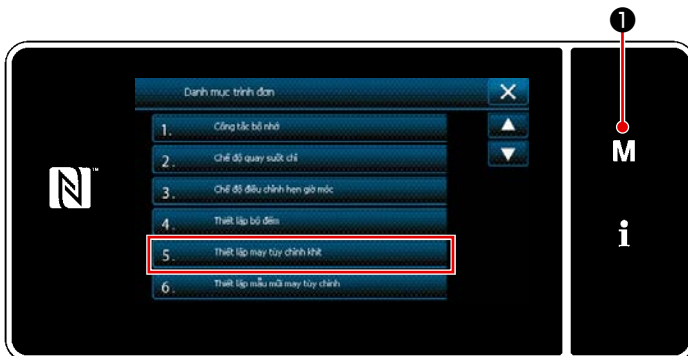 ❶
Danh mục trình đơn
1. Công tắc bộ nhớ
2. Chế độ quay suốt chỉ
3. Chế độ điều chỉnh hẹn giờ móc
4. Thiết lập bộ đếm
5. Thiết lập may tùy chỉnh khít
6. Thiết lập mẫu mũi may tùy chỉnh
M
i